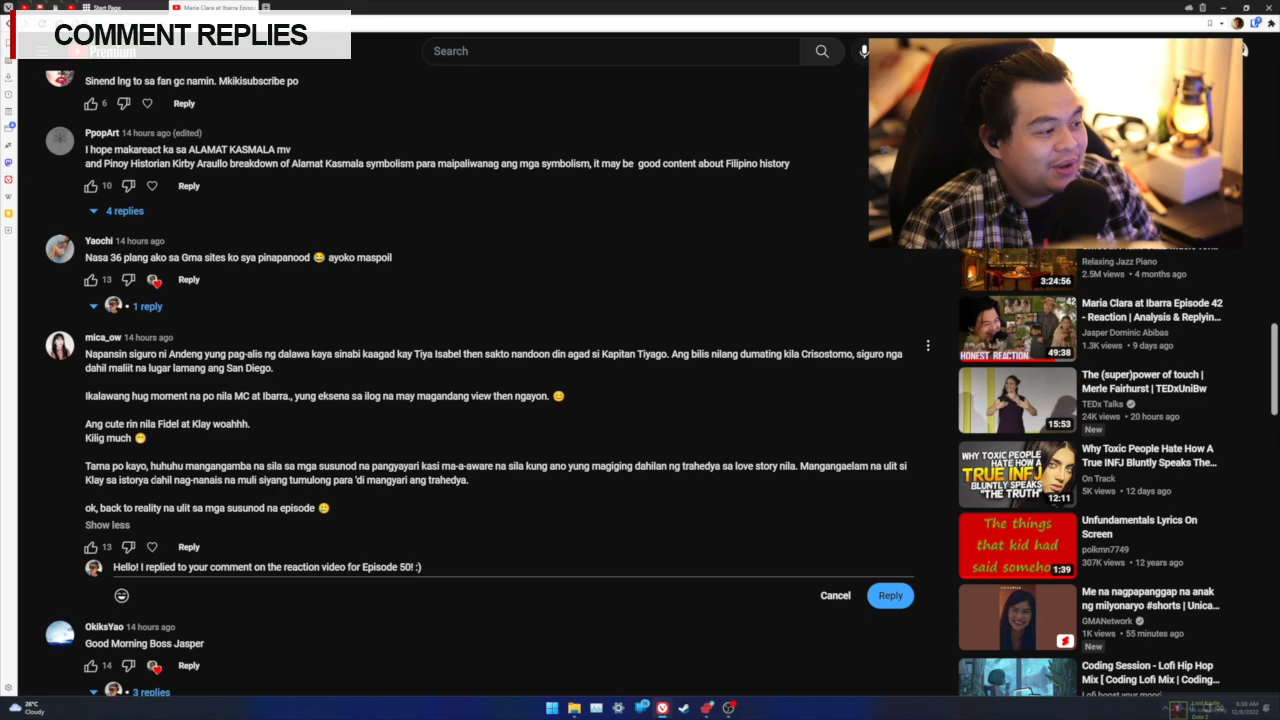 Start Page
Maria Clara at Ibarra Episo
COMMENT REPLIES
Premium
Search
Sinend lng to sa fan gc namin. Mkikisubscribe po
6
Reply
PpopArt 14 hours ago (edited)
I hope makareact ka sa ALAMAT KASMALA mv
and Pinoy Historian Kirby Araullo breakdown of Alamat Kasmala symbolism para maipaliwanag ang mga symbolism, it may be good content about Filipino history
10
Reply
4 replies
Yaochi 14 hours ago
Nasa 36 plang ako sa Gma sites ko sya pinapanood 😂 ayoko maspoil
13
Reply
1 reply
mica_ow 14 hours ago
Napansin siguro ni Andeng yung pag-alis ng dalawa kaya sinabi kaagad kay Tiya Isabel then sakto nandoon din agad si Kapitan Tiyago. Ang bilis nilang dumating kila Crisostomo, siguro nga
dahil maliit na lugar lamang ang San Diego.
Ikalawang hug moment na po nila MC at Ibarra., yung eksena sa ilog na may magandang view then ngayon. 😊
Ang cute rin nila Fidel at Klay woahhh.
Kilig much 😁
Tama po kayo, huhuhu mangangamba na sila sa mga susunod na pangyayari kasi ma-a-aware na sila kung ano yung magiging dahilan ng trahedya sa love story nila. Mangangaelam na ulit si
Klay sa istorya dahil nag-nanais na muli siyang tumulong para 'di mangyari ang trahedya.
ok, back to reality na ulit sa mga susunod na episode 🥲
Show less
13
Reply
Hello! I replied to your comment on the reaction video for Episode 50! :)
Cancel
Reply
OkiksYao 14 hours ago
Good Morning Boss Jasper
14
Reply
3 replies
Relaxing Jazz Piano
2.5M views • 4 months ago
3:24:56
Maria Clara at Ibarra Episode 42
- Reaction | Analysis & Replyin...
Jasper Dominic Abibas
1.3K views • 9 days ago
42
HONEST REACTION
49:38
The (super)power of touch |
Merle Fairhurst | TEDxUniBw
TEDx Talks
24K views • 20 hours ago
New
15:53
Why Toxic People Hate How A
True INFJ Bluntly Speaks The...
On Track
5K views • 12 days ago
WHY TOXIC PEOPLE
HATE HOW A
TRUE INFJ
BLUNTLY SPEAKS
"THE TRUTH"
12:11
Unfundamentals Lyrics On
Screen
polkmn7749
307K views • 12 years ago
The things
that kid had
said someho
1:39
Me na nagpapanggap na anak
ng milyonaryo #shorts | Unica...
GMANetwork
1K views • 55 minutes ago
New
Coding Session - Lofi Hip Hop
Mix [ Coding Lofi Mix | Coding...
Lofi boost your mood
26°C
Cloudy
Dota 2
6:38 AM
12/8/2022